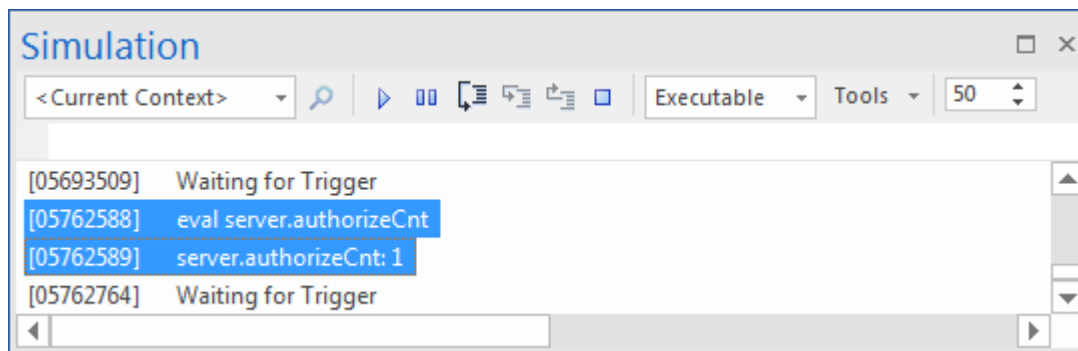 Simulation
<Current Context> Executable Tools 50
[05693509] Waiting for Trigger
[05762588] eval server.authorizeCnt
[05762589] server.authorizeCnt: 1
[05762764] Waiting for Trigger